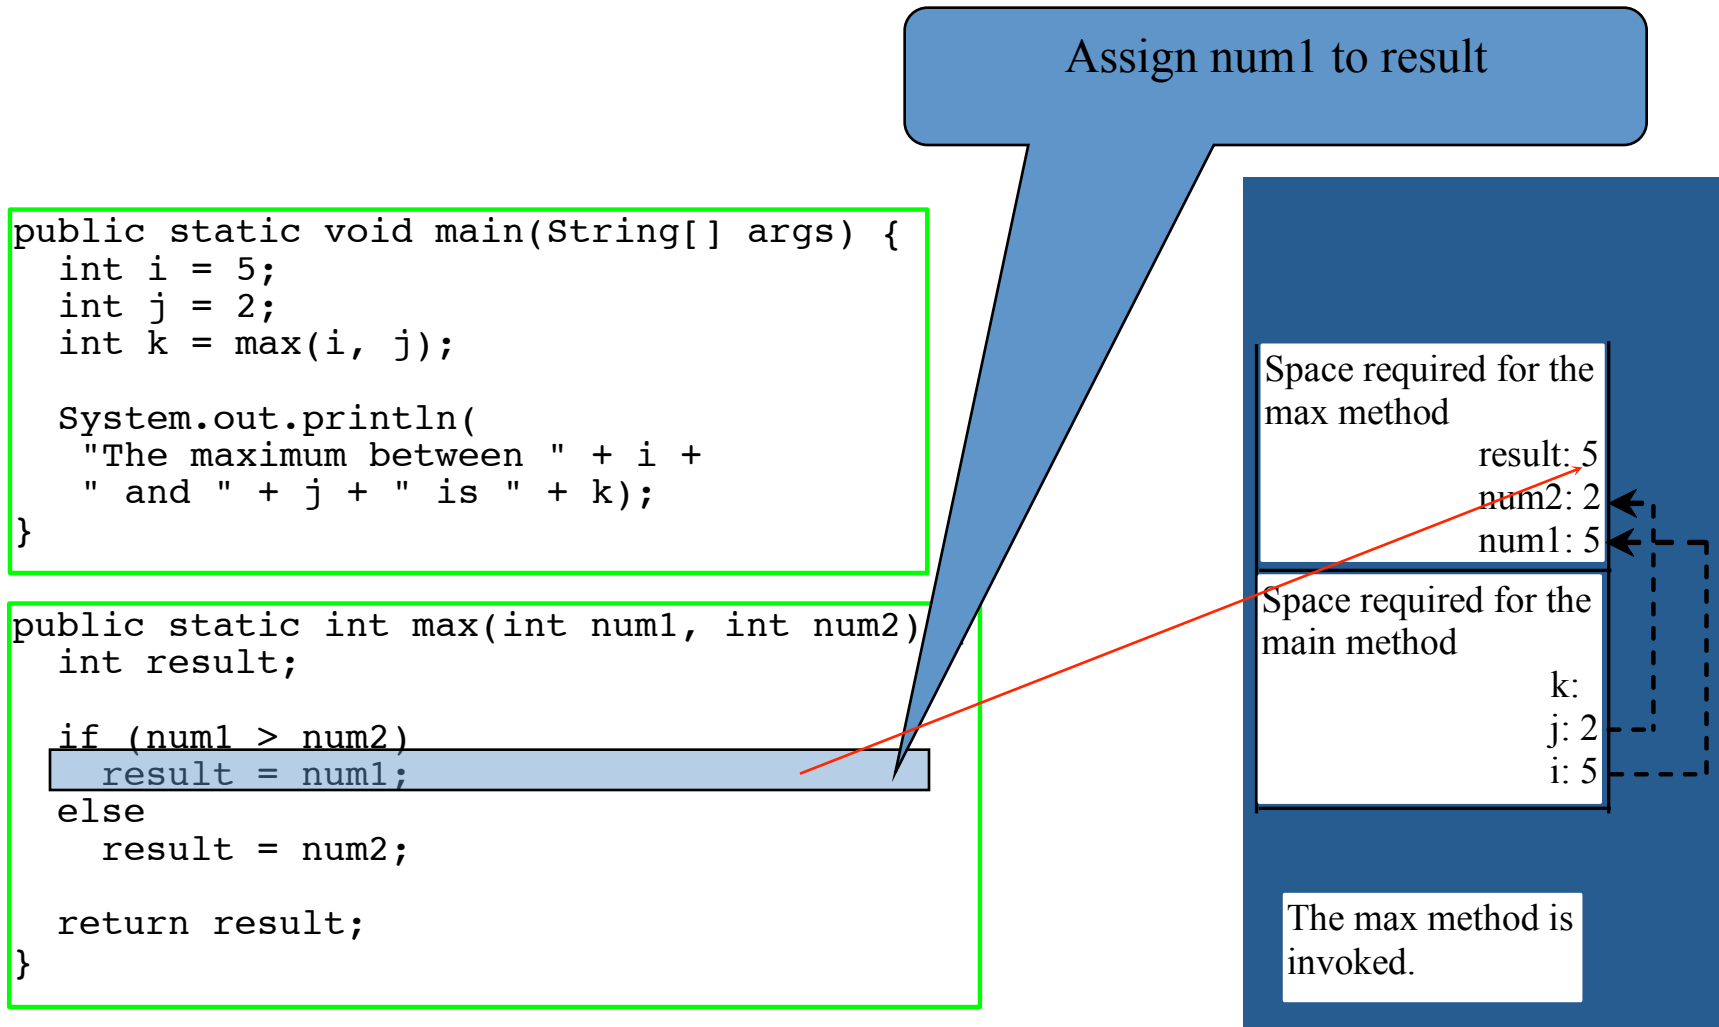 Assign num1 to result
public static void main(String[] args) {
  int i = 5;
  int j = 2;
  int k = max(i, j);
  System.out.println(
   "The maximum between " + i +
   " and " + j + " is " + k);
}
public static int max(int num1, int num2)
  int result;
  if (num1 > num2)
    result = num1;
  else
    result = num2;
  return result;
}
Space required for the
max method
result: 5
num2: 2
num1: 5
Space required for the
main method
k:
j: 2
i: 5
The max method is
invoked.